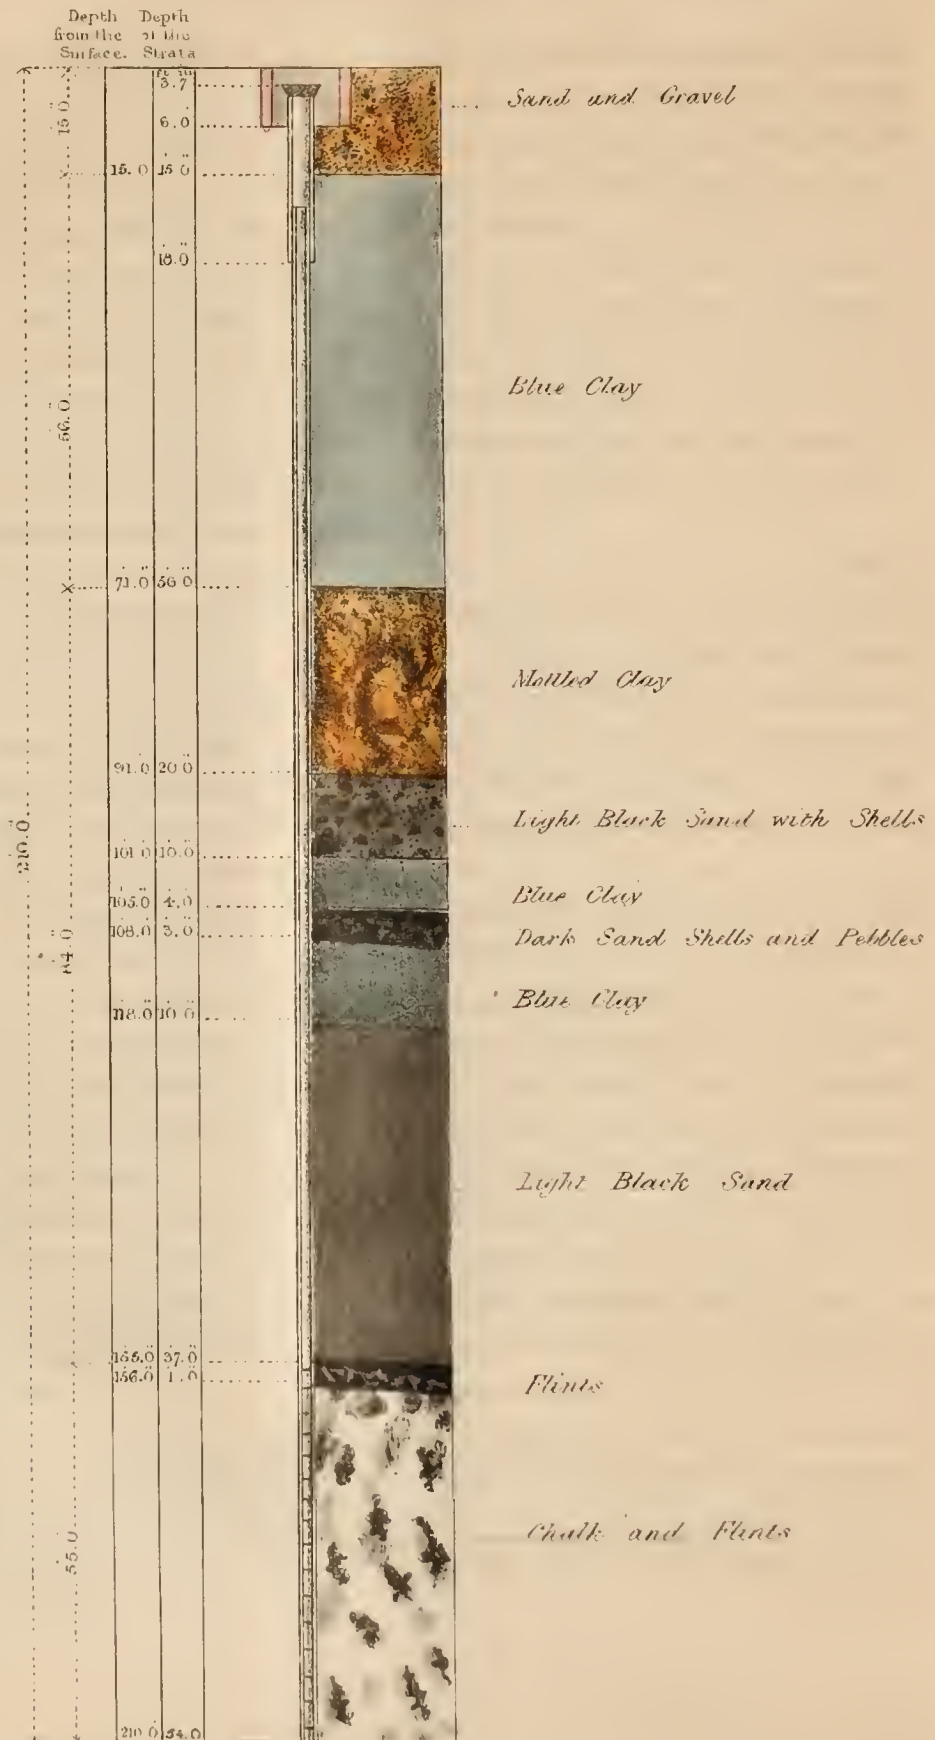 Depth Depth
from the of the
Surface. Strata
ft in
3.7
Sand and Gravel
15.0
6.0
15.0 15.0
18.0
Blue Clay
56.0
71.0 56.0
Mottled Clay
91.0 20.0
Light Black Sand with Shells
210.0
101.0 10.0
Blue Clay
105.0 4.0
Dark Sand Shells and Pebbles
108.0 3.0
84.0
Blue Clay
118.0 10.0
Light Black Sand
155.0 37.0
156.0 1.0
Flints
Chalk and Flints
55.0
210.0 54.0